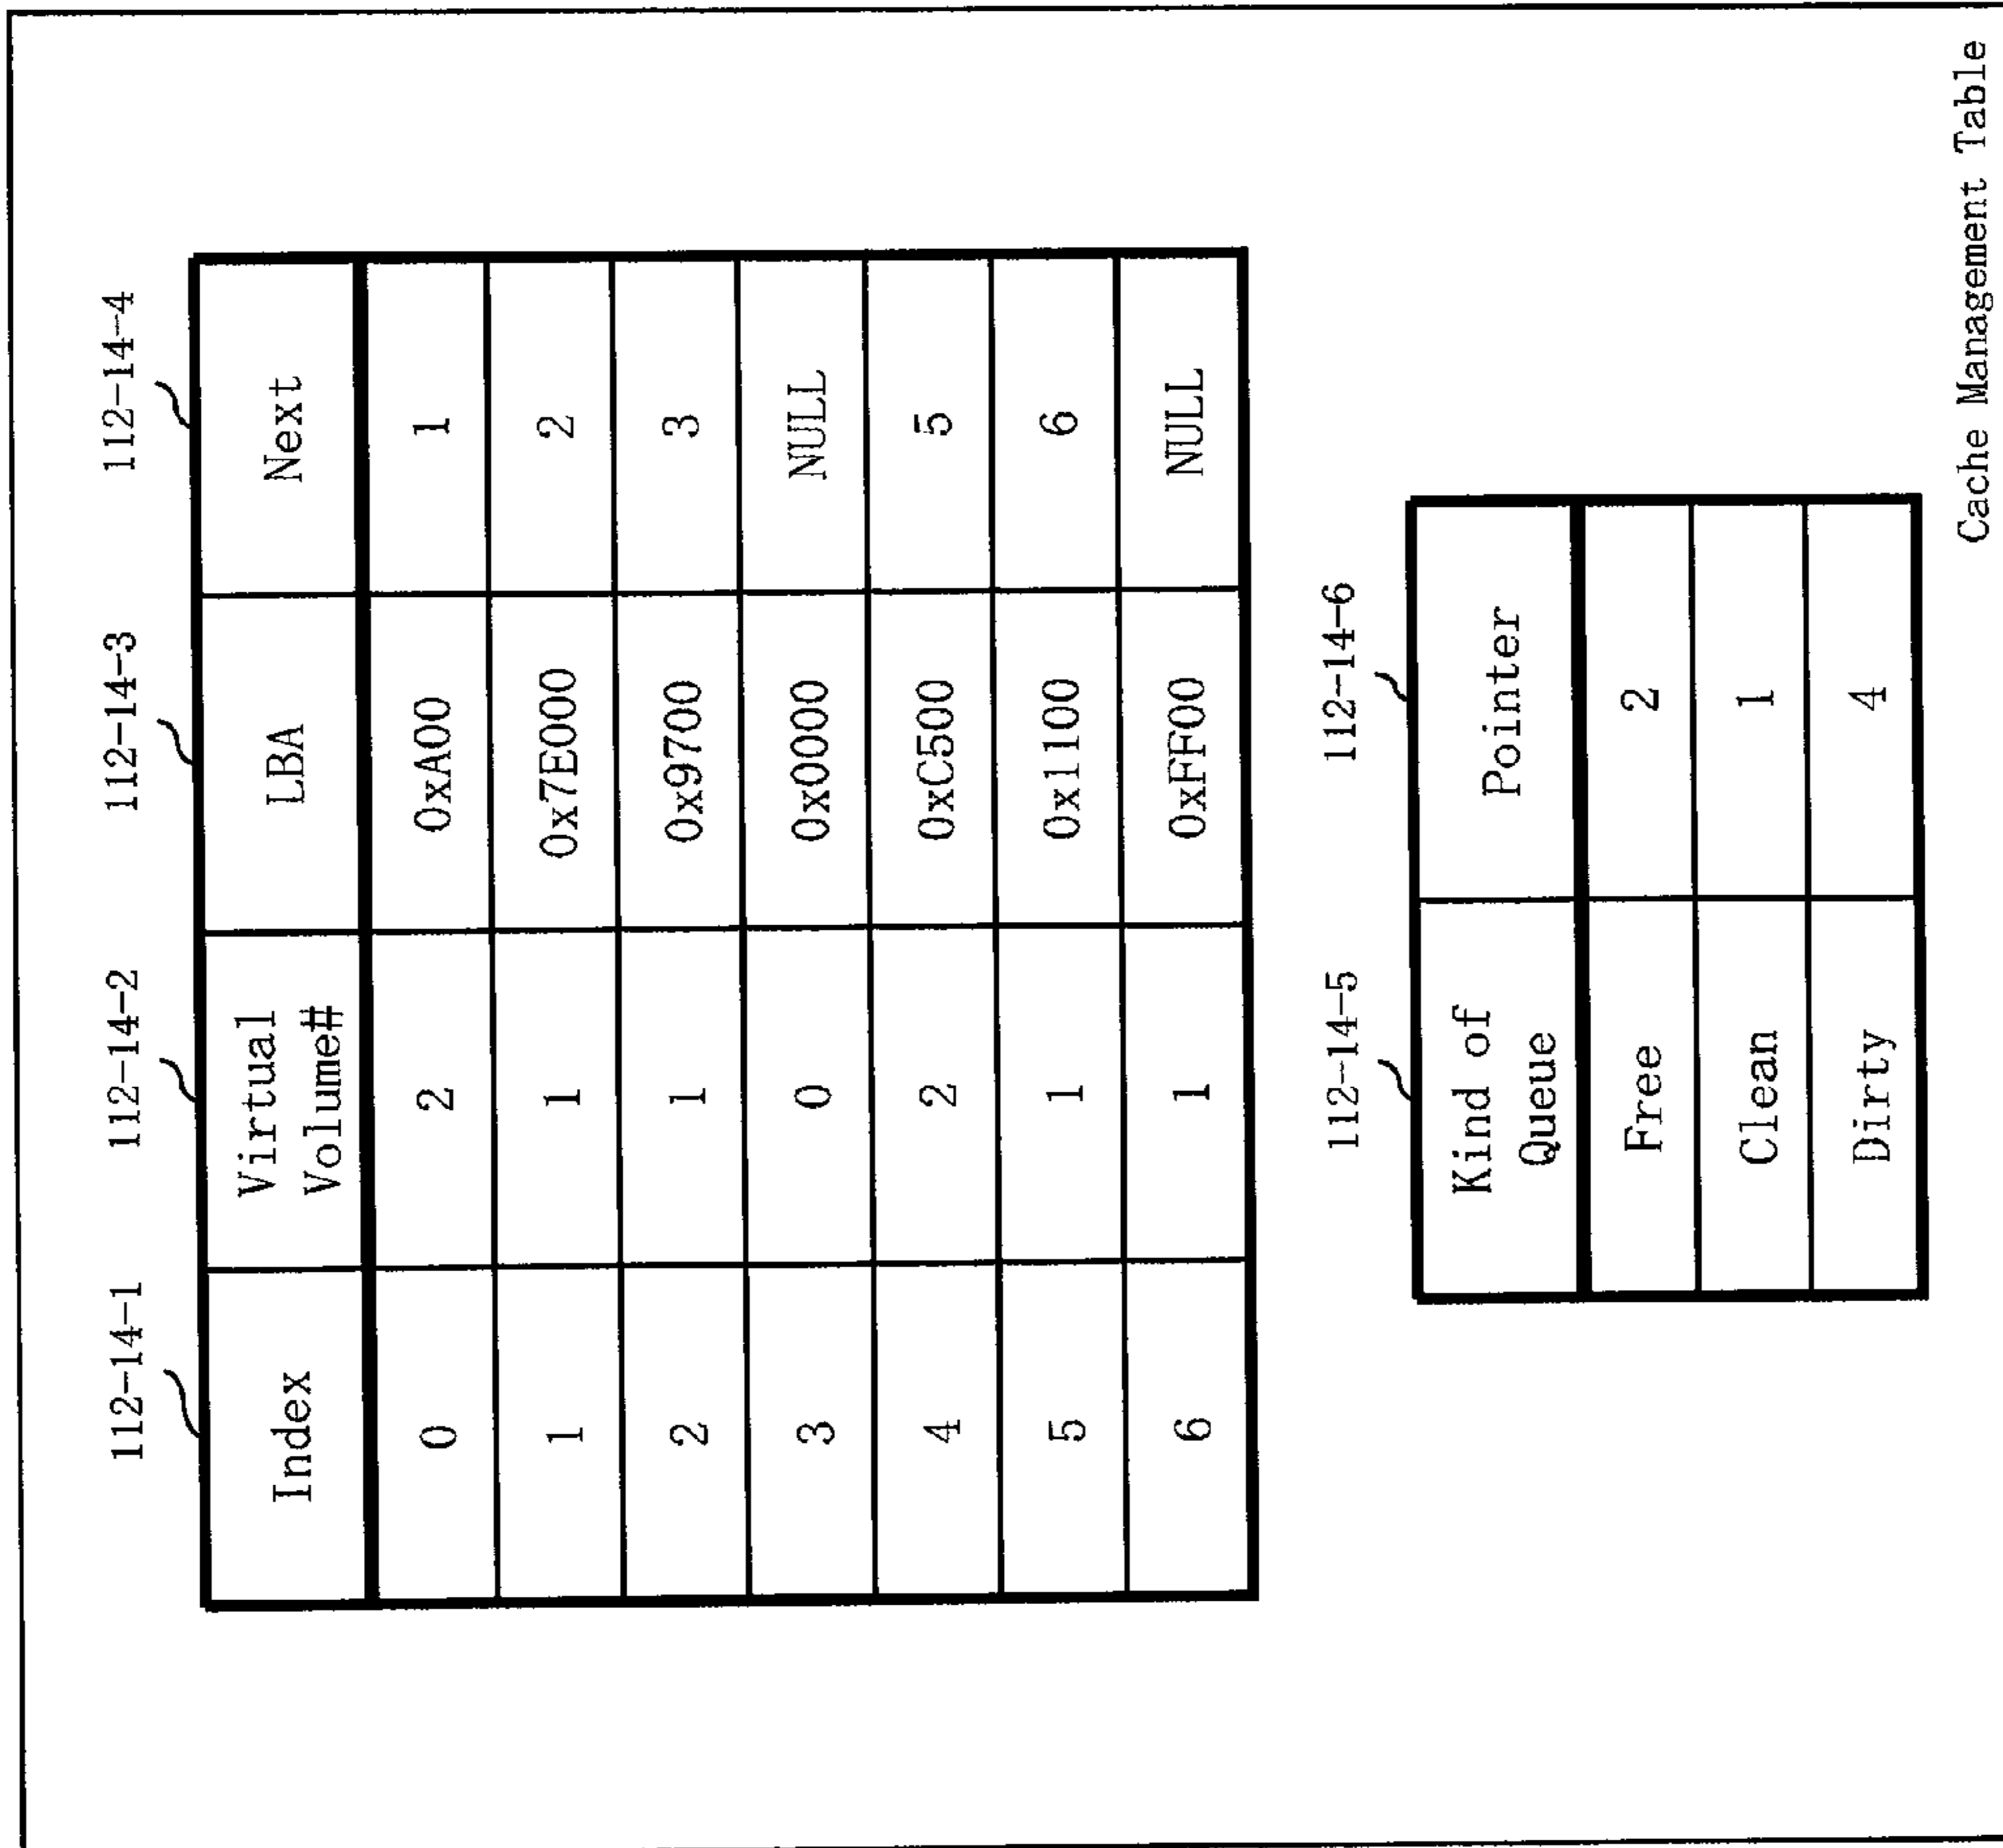 112-14-1 112-14-2 112-14-3 112-14-4
Index Virtual Volume# LBA Next
0 2 0xA00 1
1 1 0x7E000 2
2 1 0x9700 3
3 0 0x0000 NULL
4 2 0xC500 5
5 1 0x1100 6
6 1 0xFF00 NULL
112-14-5 112-14-6
Kind of Queue Pointer
Free 2
Clean 1
Dirty 4
Cache Management Table